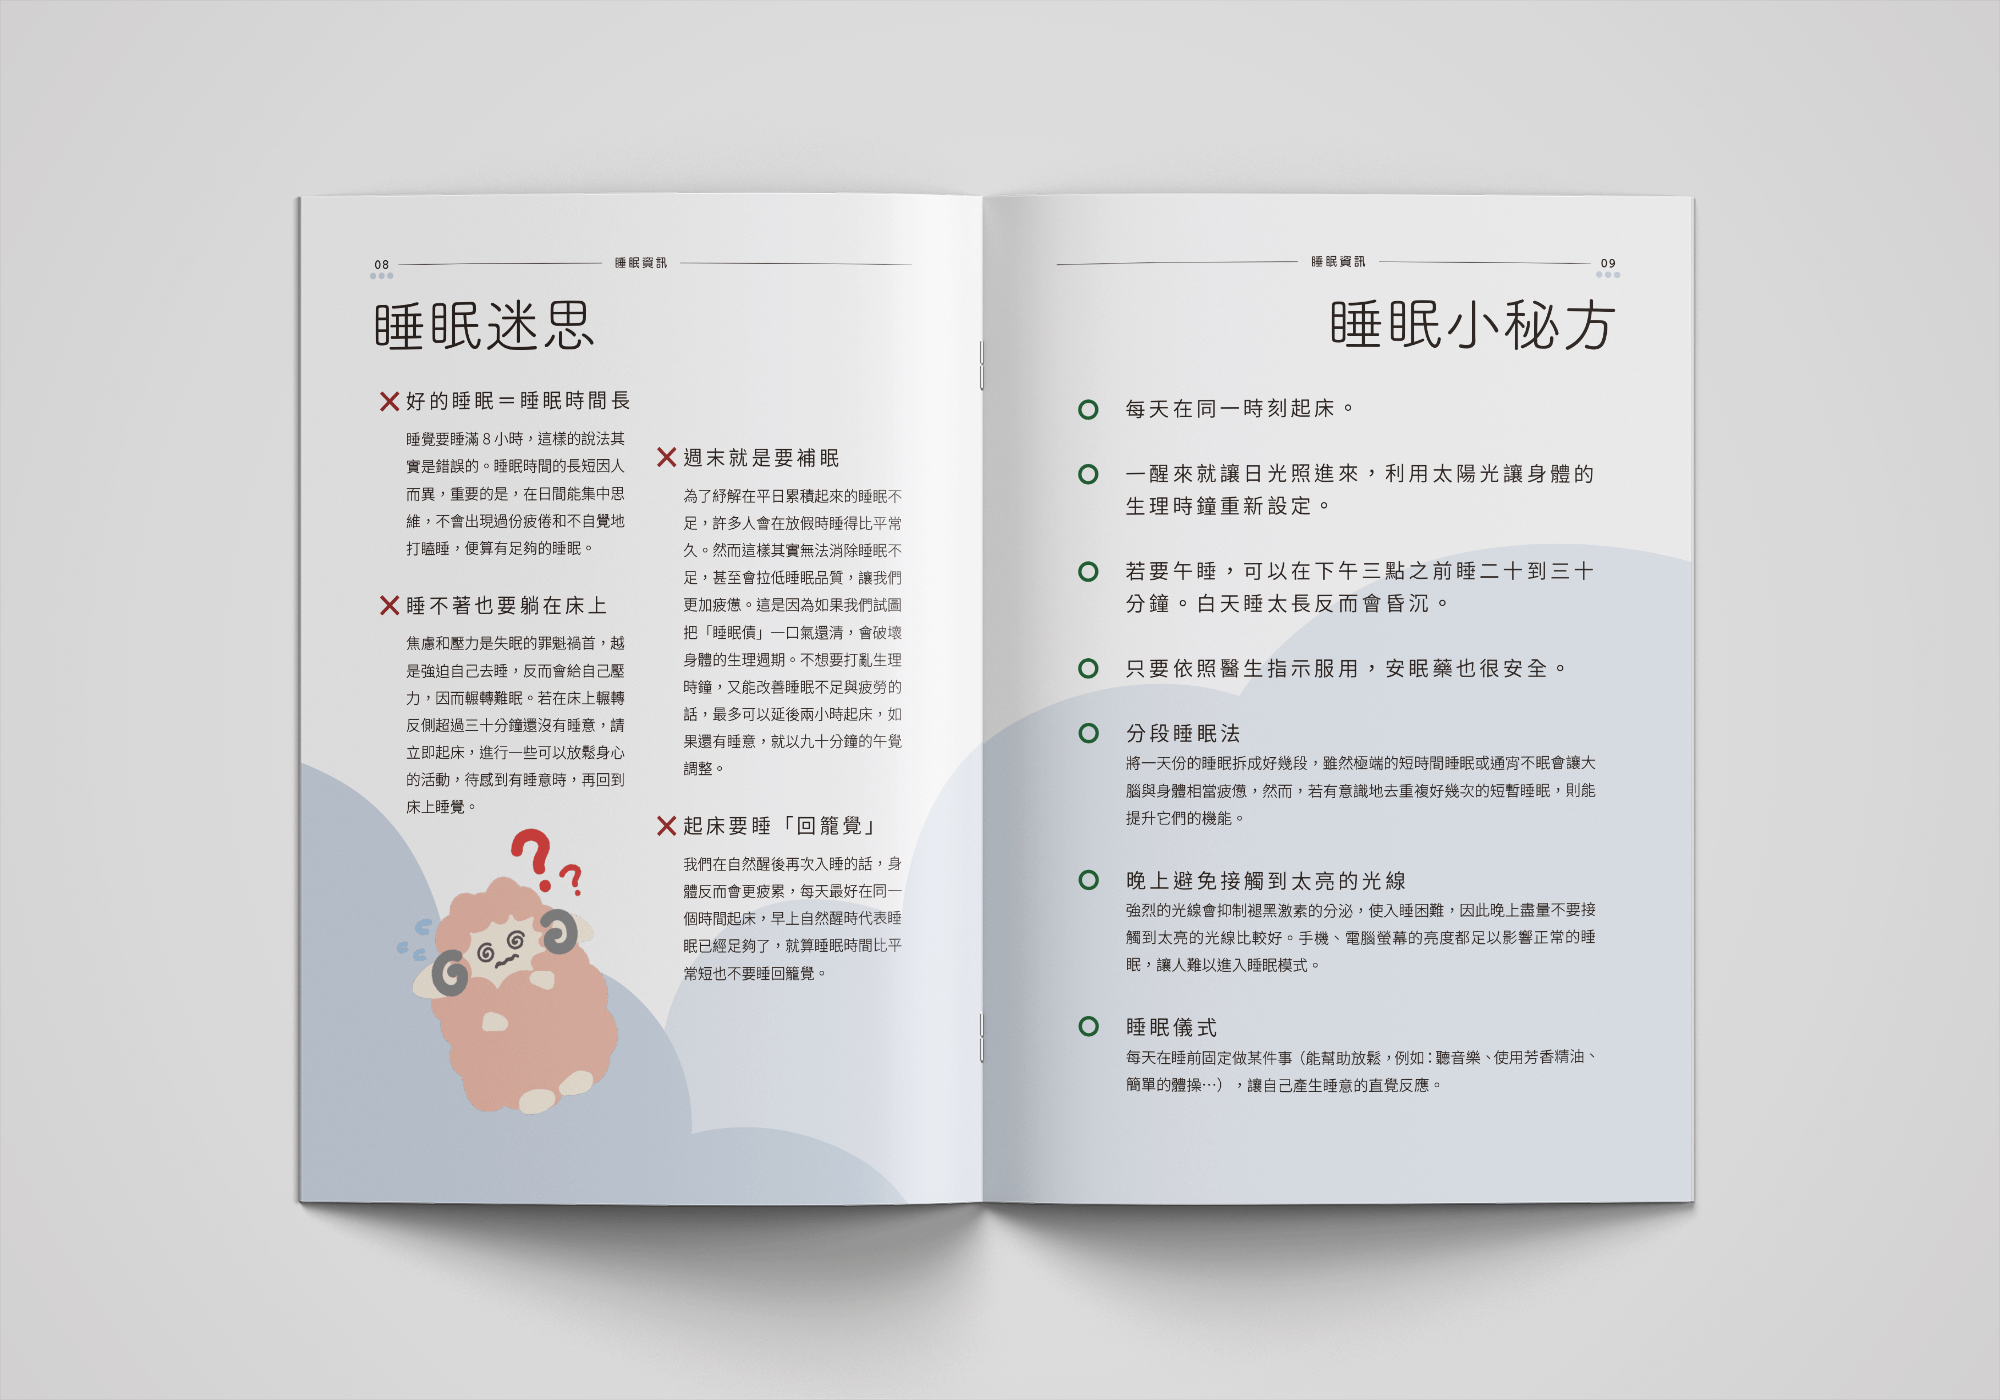 08
睡眠資訊
睡眠迷思
好的睡眠＝睡眠時間長
睡覺要睡滿 8 小時，這樣的說法其
實是錯誤的。睡眠時間的長短因人
而異，重要的是，在日間能集中思
維，不會出現過份疲倦和不自覺地
打瞌睡，便算有足夠的睡眠。
睡不著也要躺在床上
焦慮和壓力是失眠的罪魁禍首，越
是強迫自己去睡，反而會給自己壓
力，因而輾轉難眠。若在床上輾轉
反側超過三十分鐘還沒有睡意，請
立即起床，進行一些可以放鬆身心
的活動，待感到有睡意時，再回到
床上睡覺。
週末就是要補眠
為了紓解在平日累積起來的睡眠不
足，許多人會在放假時睡得比平常
久。然而這樣其實無法消除睡眠不
足，甚至會拉低睡眠品質，讓我們
更加疲憊。這是因為如果我們試圖
把「睡眠債」一口氣還清，會破壞
身體的生理週期。不想要打亂生理
時鐘，又能改善睡眠不足與疲勞的
話，最多可以延後兩小時起床，如
果還有睡意，就以九十分鐘的午覺
調整。
起床要睡「回籠覺」
我們在自然醒後再次入睡的話，身
體反而會更疲累，每天最好在同一
個時間起床，早上自然醒時代表睡
眠已經足夠了，就算睡眠時間比平
常短也不要睡回籠覺。
睡眠資訊
09
睡眠小秘方
每天在同一時刻起床。
一醒來就讓日光照進來，利用太陽光讓身體的
生理時鐘重新設定。
若要午睡，可以在下午三點之前睡二十到三十
分鐘。白天睡太長反而會昏沉。
只要依照醫生指示服用，安眠藥也很安全。
分段睡眠法
將一天份的睡眠拆成好幾段，雖然極端的短時間睡眠或通宵不眠會讓大
腦與身體相當疲憊，然而，若有意識地去重複好幾次的短暫睡眠，則能
提升它們的機能。
晚上避免接觸到太亮的光線
強烈的光線會抑制褪黑激素的分泌，使入睡困難，因此晚上盡量不要接
觸到太亮的光線比較好。手機、電腦螢幕的亮度都足以影響正常的睡
眠，讓人難以進入睡眠模式。
睡眠儀式
每天在睡前固定做某件事（能幫助放鬆，例如：聽音樂、使用芳香精油、
簡單的體操…），讓自己產生睡意的直覺反應。